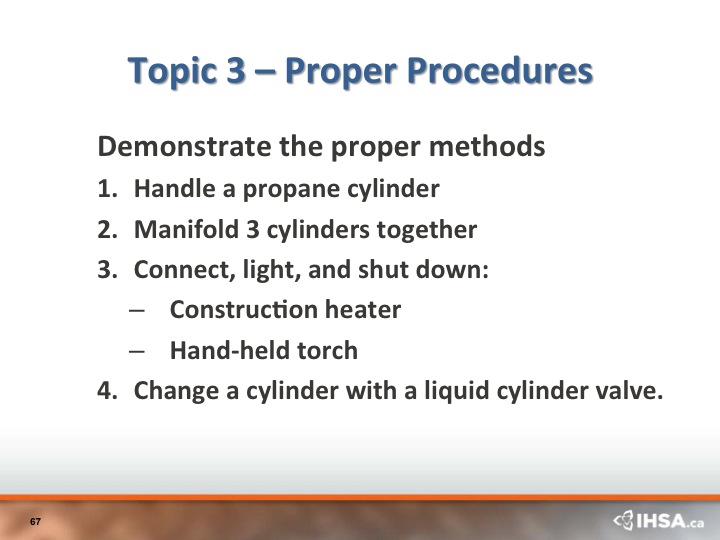 Topic 3 – Proper Procedures
Demonstrate the proper methods
1. Handle a propane cylinder
2. Manifold 3 cylinders together
3. Connect, light, and shut down:
– Construction heater
– Hand-held torch
4. Change a cylinder with a liquid cylinder valve.
67
IHSA.ca